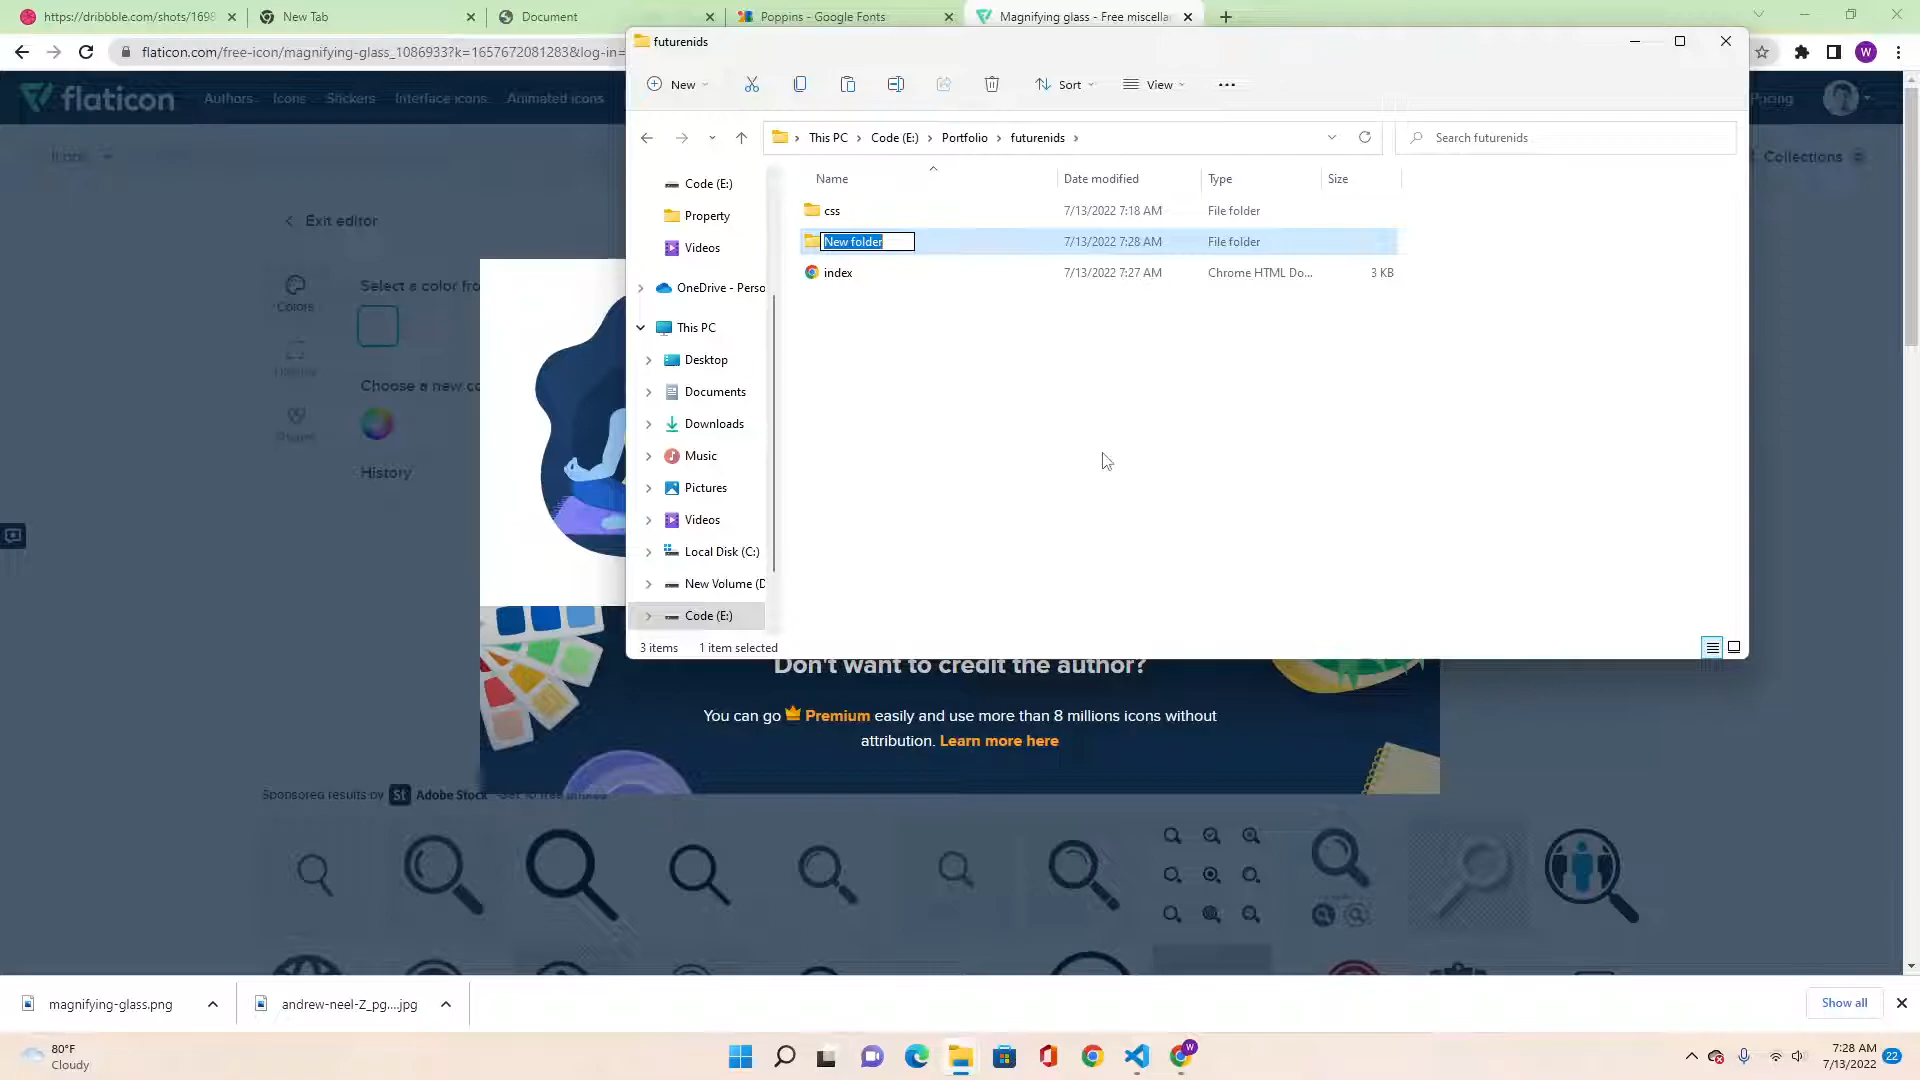 https://dribbble.com/shots/1698
New Tab
Document
Poppins - Google Fonts
Magnifying glass - Free miscella
flaticon.com/free-icon/magnifying-glass_1086933?k=1657672081283&log-in=
W
futurenids
New
Sort
View
This PC
Code (E:)
Portfolio
futurenids
Search futurenids
flaticon
Authors
Icons
Stickers
Interface icons
Animated icons
Pricing
Collections
Exit editor
Colors
Select a color fro
Choose a new co
History
Code (E:)
Property
Videos
OneDrive - Perso
This PC
Desktop
Documents
Downloads
Music
Pictures
Videos
Local Disk (C:)
New Volume (D
Code (E:)
Name
Date modified
Type
Size
css
7/13/2022 7:18 AM
File folder
New folder
7/13/2022 7:28 AM
File folder
index
7/13/2022 7:27 AM
Chrome HTML Do...
3 KB
3 items
1 item selected
Don't want to credit the author?
You can go Premium easily and use more than 8 millions icons without
attribution. Learn more here
Sponsored results by St Adobe Stock
magnifying-glass.png
andrew-neel-Z_pg....jpg
Show all
80°F
Cloudy
W
7:28 AM
7/13/2022
22